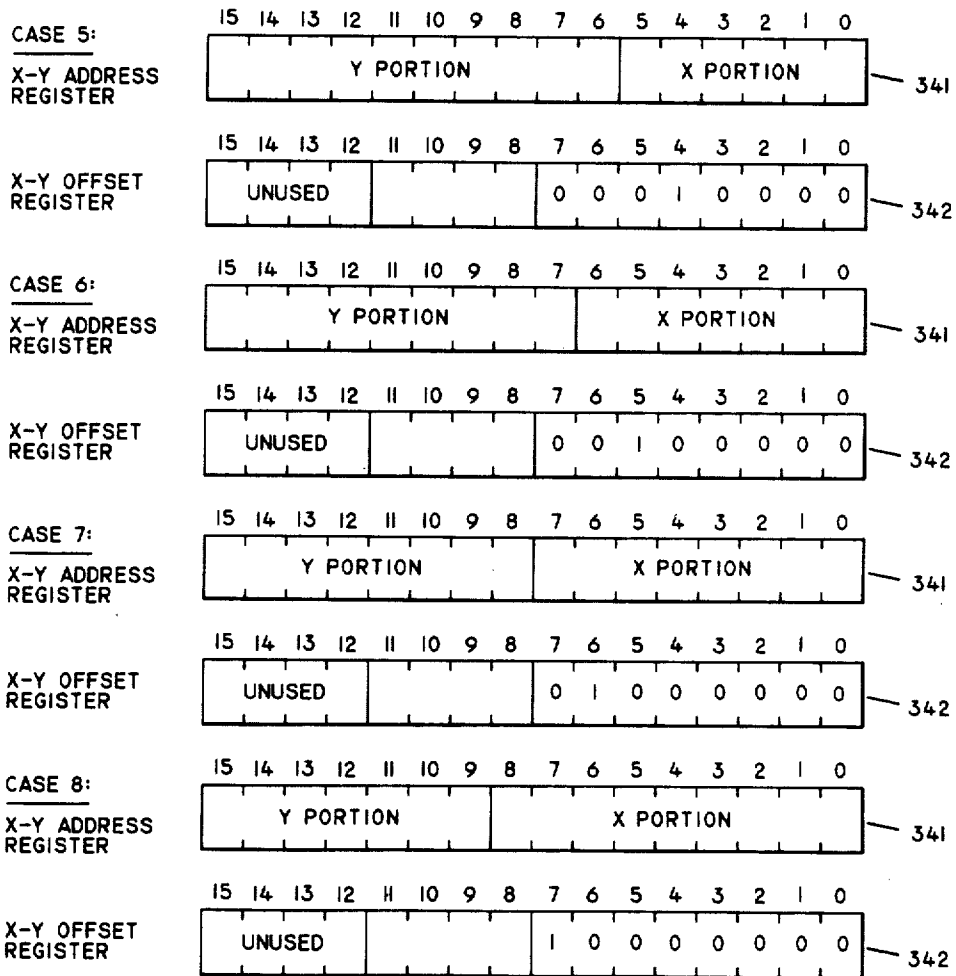 15 14 13 12 11 10 9 8 7 6 5 4 3 2 1 0
CASE 5:
X-Y ADDRESS
REGISTER
Y PORTION X PORTION
341
15 14 13 12 11 10 9 8 7 6 5 4 3 2 1 0
X-Y OFFSET
REGISTER
UNUSED 0 0 0 1 0 0 0 0
342
15 14 13 12 11 10 9 8 7 6 5 4 3 2 1 0
CASE 6:
X-Y ADDRESS
REGISTER
Y PORTION X PORTION
341
15 14 13 12 11 10 9 8 7 6 5 4 3 2 1 0
X-Y OFFSET
REGISTER
UNUSED 0 0 1 0 0 0 0 0
342
15 14 13 12 11 10 9 8 7 6 5 4 3 2 1 0
CASE 7:
X-Y ADDRESS
REGISTER
Y PORTION X PORTION
341
15 14 13 12 11 10 9 8 7 6 5 4 3 2 1 0
X-Y OFFSET
REGISTER
UNUSED 0 1 0 0 0 0 0 0
342
15 14 13 12 11 10 9 8 7 6 5 4 3 2 1 0
CASE 8:
X-Y ADDRESS
REGISTER
Y PORTION X PORTION
341
15 14 13 12 11 10 9 8 7 6 5 4 3 2 1 0
X-Y OFFSET
REGISTER
UNUSED 1 0 0 0 0 0 0 0
342